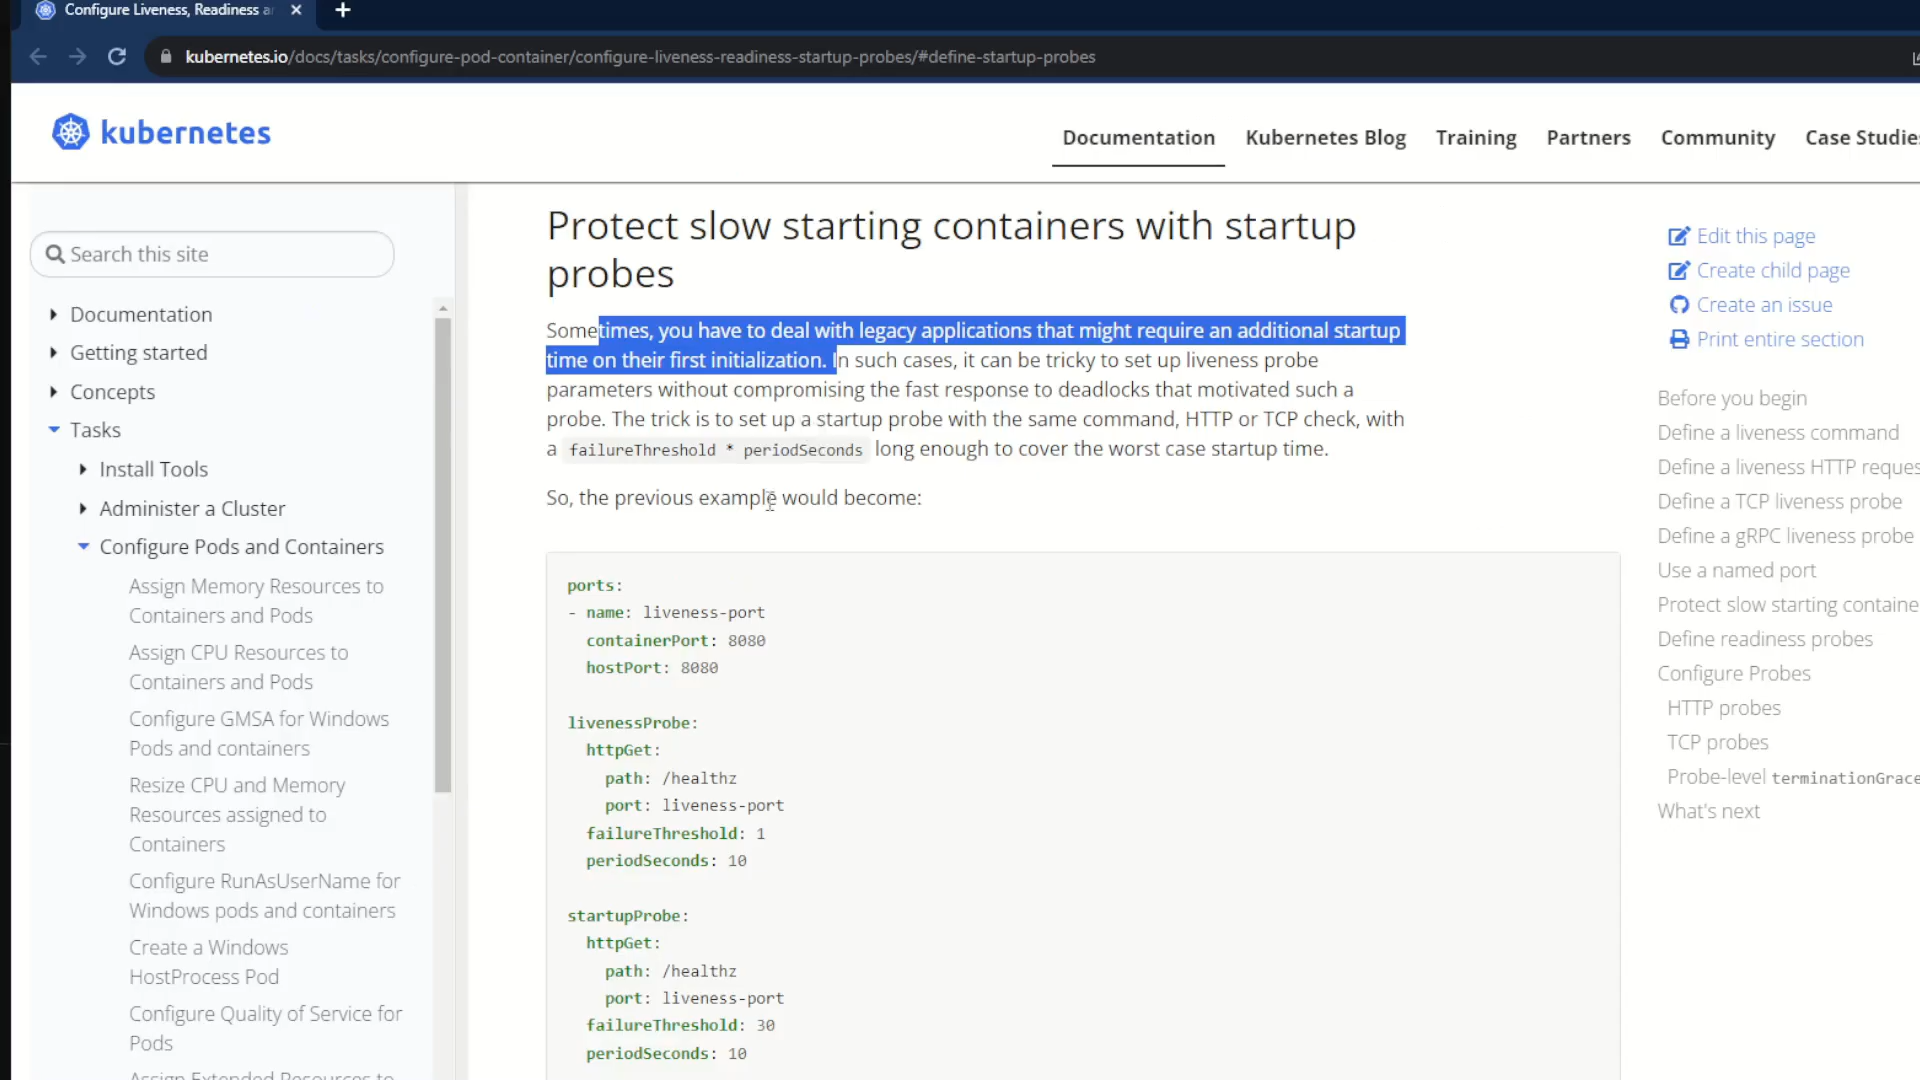 Configure Liveness, Readiness a
kubernetes.io/docs/tasks/configure-pod-container/configure-liveness-readiness-startup-probes/#define-startup-probes
kubernetes
Documentation
Kubernetes Blog
Training
Partners
Community
Case Studies
Search this site
Documentation
Getting started
Concepts
Tasks
Install Tools
Administer a Cluster
Configure Pods and Containers
Assign Memory Resources to
Containers and Pods
Assign CPU Resources to
Containers and Pods
Configure GMSA for Windows
Pods and containers
Resize CPU and Memory
Resources assigned to
Containers
Configure RunAsUserName for
Windows pods and containers
Create a Windows
HostProcess Pod
Configure Quality of Service for
Pods
Assign Extended Resources to
Protect slow starting containers with startup
probes
Sometimes, you have to deal with legacy applications that might require an additional startup
time on their first initialization. In such cases, it can be tricky to set up liveness probe
parameters without compromising the fast response to deadlocks that motivated such a
probe. The trick is to set up a startup probe with the same command, HTTP or TCP check, with
a failureThreshold * periodSeconds long enough to cover the worst case startup time.
So, the previous example would become:
ports:
- name: liveness-port
containerPort: 8080
hostPort: 8080
livenessProbe:
httpGet:
path: /healthz
port: liveness-port
failureThreshold: 1
periodSeconds: 10
startupProbe:
httpGet:
path: /healthz
port: liveness-port
failureThreshold: 30
periodSeconds: 10
Edit this page
Create child page
Create an issue
Print entire section
Before you begin
Define a liveness command
Define a liveness HTTP reques
Define a TCP liveness probe
Define a gRPC liveness probe
Use a named port
Protect slow starting containe
Define readiness probes
Configure Probes
HTTP probes
TCP probes
Probe-level terminationGrace
What's next